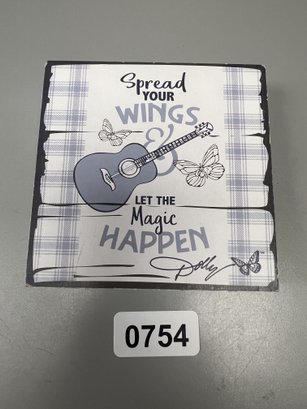 Spread
YOUR
WINGS
&
LET THE
Magic
HAPPEN
Dolly
0754